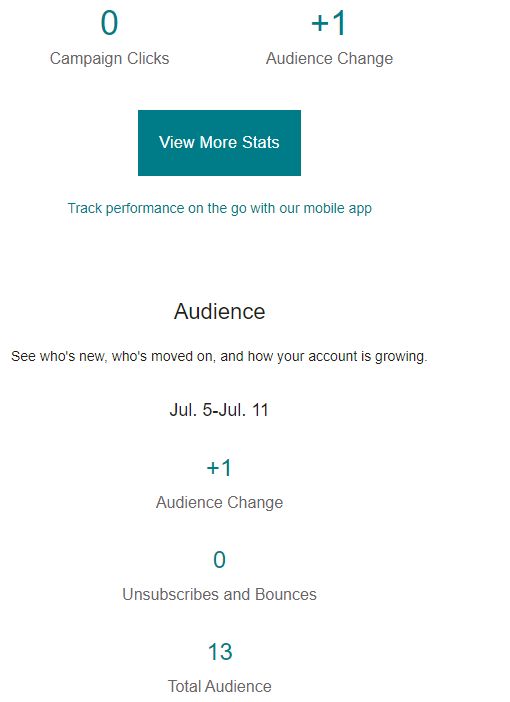 0 +1
Campaign Clicks Audience Change
View More Stats
Track performance on the go with our mobile app
Audience
See who's new, who's moved on, and how your account is growing.
Jul. 5-Jul. 11
+1
Audience Change
0
Unsubscribes and Bounces
13
Total Audience